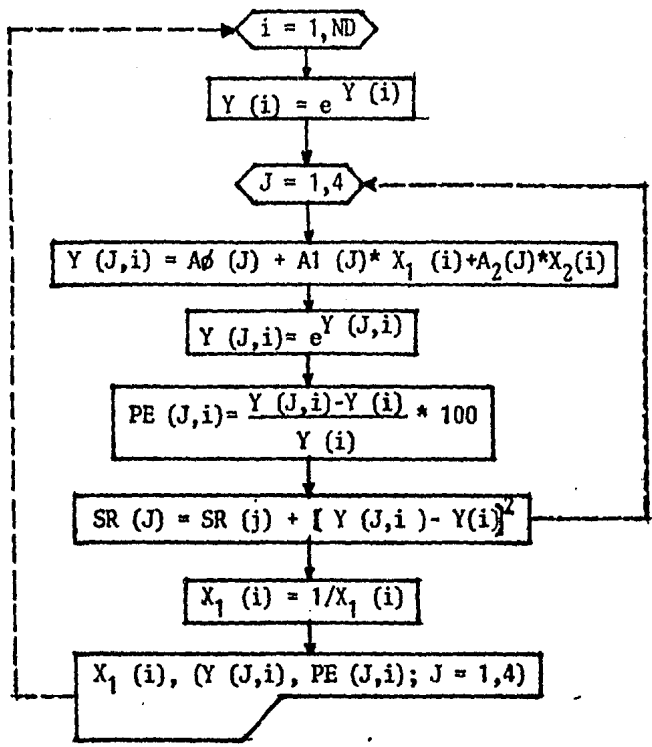 i = 1,ND
Y (i) = e^Y (i)
J = 1,4
Y (J,i) = Aø (J) + A1 (J)* X₁ (i)+A₂(J)*X₂(i)
Y (J,i)= e^Y (J,i)
PE (J,i)= Y (J,i)-Y (i) / Y (i) * 100
SR (J) = SR (j) + [ Y (J,i )- Y(i)]²
X₁ (i) = 1/X₁ (i)
X₁ (i), (Y (J,i), PE (J,i); J = 1,4)